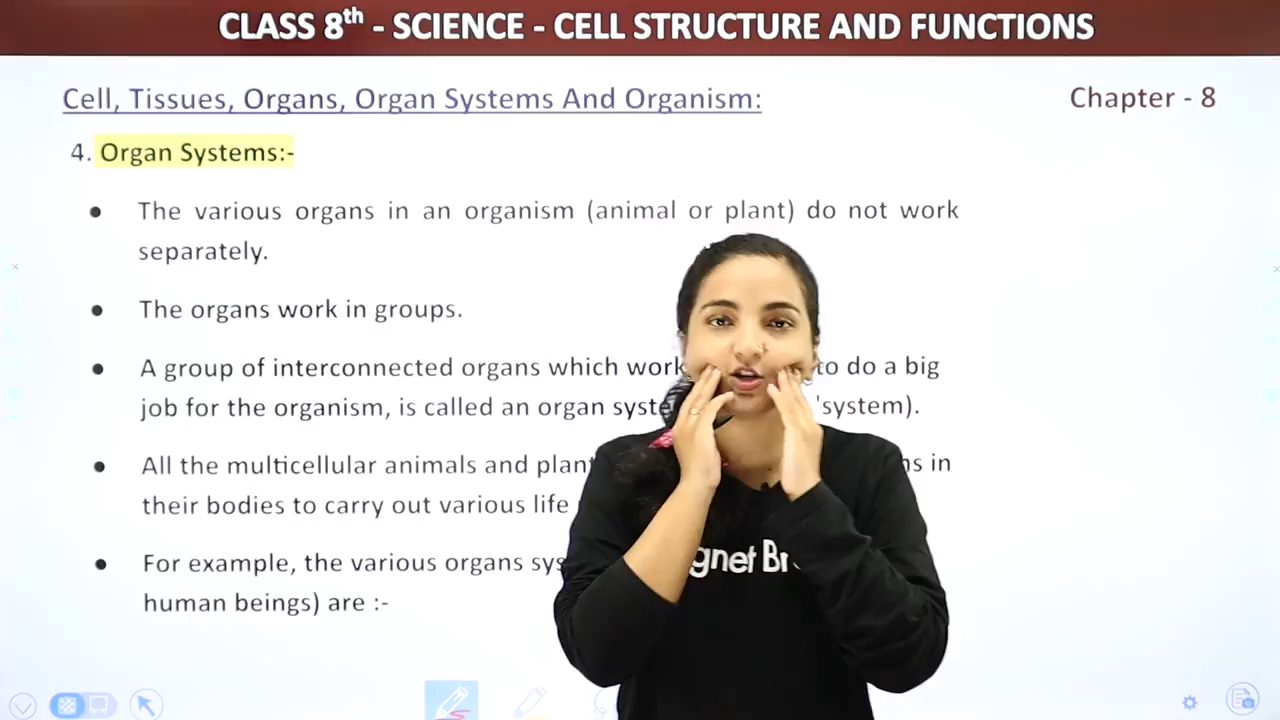 CLASS 8th - SCIENCE - CELL STRUCTURE AND FUNCTIONS
Cell, Tissues, Organs, Organ Systems And Organism:
Chapter - 8
4. Organ Systems:-
● The various organs in an organism (animal or plant) do not work
separately.
● The organs work in groups.
● A group of interconnected organs which work to do a big
job for the organism, is called an organ 'system).
● All the multicellular animals and in
their bodies to carry out various life
● For example, the various organs
human beings) are :-
gnet Br